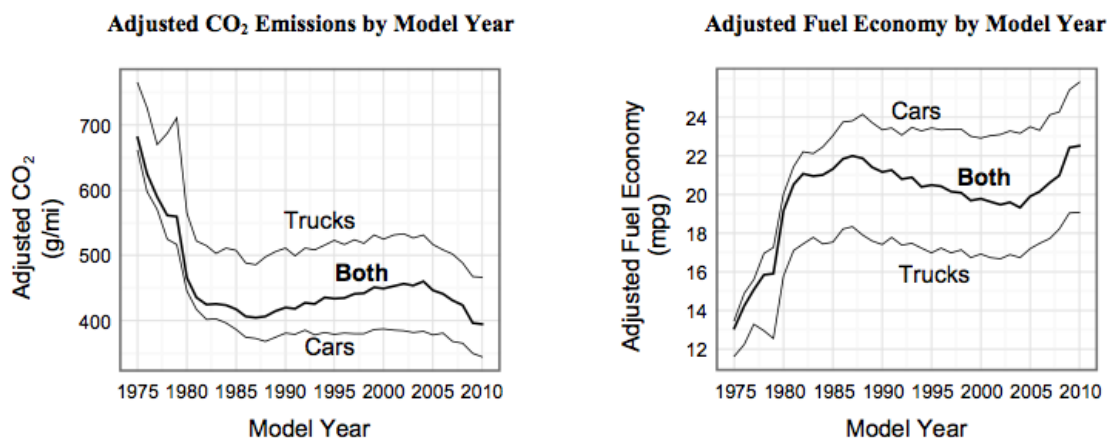 Adjusted CO₂ Emissions by Model Year
Adjusted CO₂
(g/mi)
700
600
500
400
Trucks
Both
Cars
1975 1980 1985 1990 1995 2000 2005 2010
Model Year
Adjusted Fuel Economy by Model Year
Adjusted Fuel Economy
(mpg)
24
22
20
18
16
14
12
Cars
Both
Trucks
1975 1980 1985 1990 1995 2000 2005 2010
Model Year